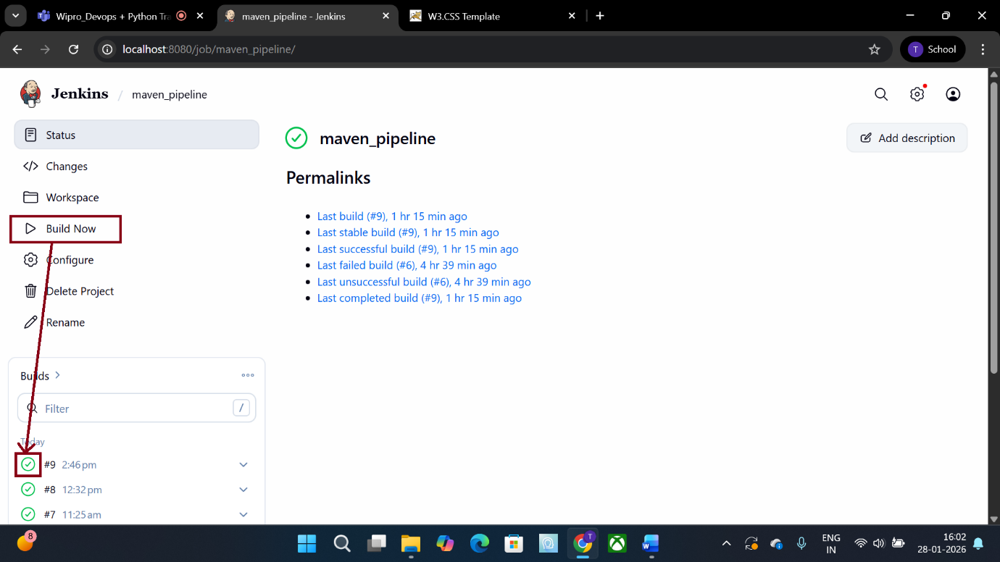 Wipro_Devops + Python Tra
maven_pipeline - Jenkins
W3.CSS Template
localhost:8080/job/maven_pipeline/
T School
Jenkins / maven_pipeline
Status
Changes
Workspace
Build Now
Configure
Delete Project
Rename
maven_pipeline
Add description
Permalinks
Last build (#9), 1 hr 15 min ago
Last stable build (#9), 1 hr 15 min ago
Last successful build (#9), 1 hr 15 min ago
Last failed build (#6), 4 hr 39 min ago
Last unsuccessful build (#6), 4 hr 39 min ago
Last completed build (#9), 1 hr 15 min ago
Builds
Filter /
Today
#9 2:46 pm
#8 12:32 pm
#7 11:25 am
8
T
W
ENG
IN
16:02
28-01-2026